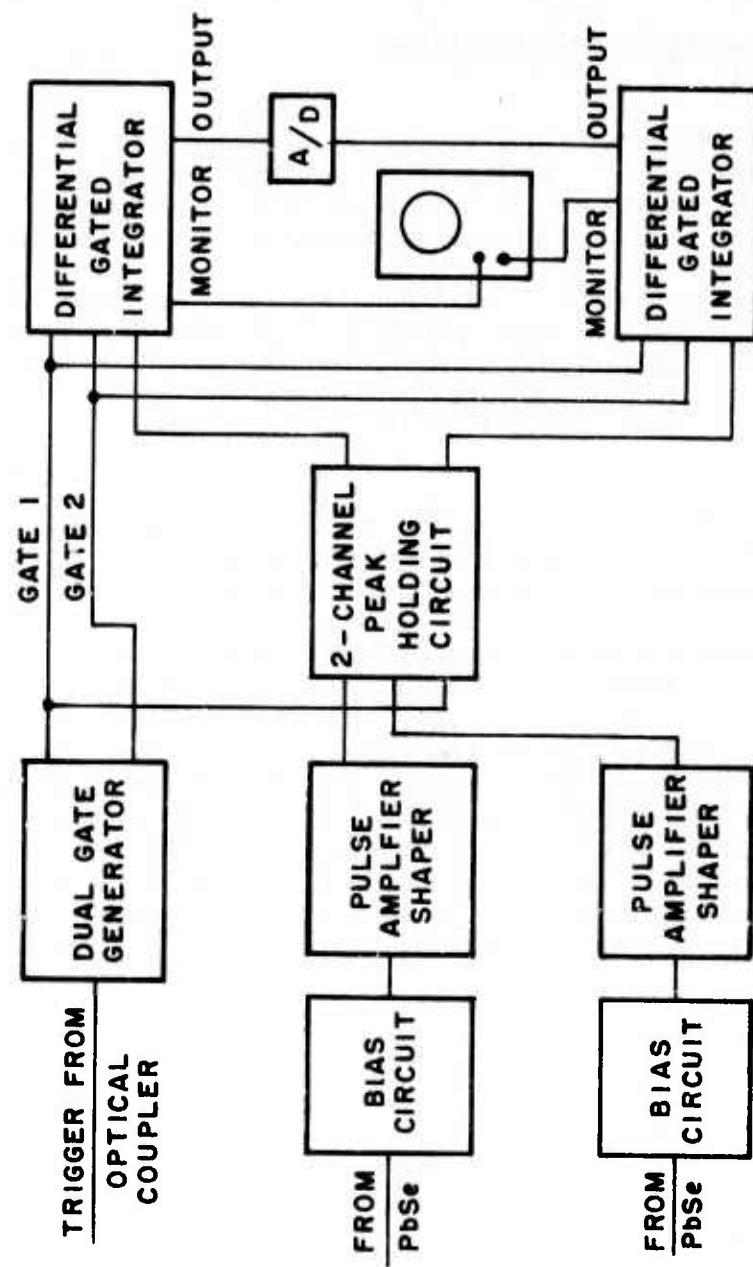 TRIGGER FROM
OPTICAL
COUPLER
DUAL GATE
GENERATOR
GATE 1
GATE 2
DIFFERENTIAL
GATED
INTEGRATOR
MONITOR
OUTPUT
A/D
FROM
PbSe
BIAS
CIRCUIT
PULSE
AMPLFIER
SHAPER
2-CHANNEL
PEAK
HOLDING
CIRCUIT
FROM
PbSe
BIAS
CIRCUIT
PULSE
AMPLIFIER
SHAPER
MONITOR
OUTPUT
DIFFERENTIAL
GATED
INTEGRATOR